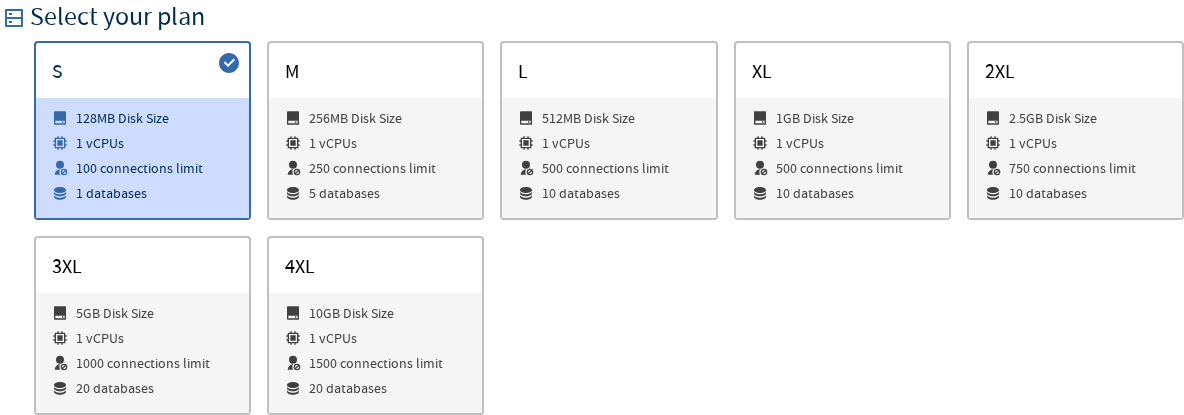 Select your plan
S
128MB Disk Size
1 vCPUs
100 connections limit
1 databases
M
256MB Disk Size
1 vCPUs
250 connections limit
5 databases
L
512MB Disk Size
1 vCPUs
500 connections limit
10 databases
XL
1GB Disk Size
1 vCPUs
500 connections limit
10 databases
2XL
2.5GB Disk Size
1 vCPUs
750 connections limit
10 databases
3XL
5GB Disk Size
1 vCPUs
1000 connections limit
20 databases
4XL
10GB Disk Size
1 vCPUs
1500 connections limit
20 databases